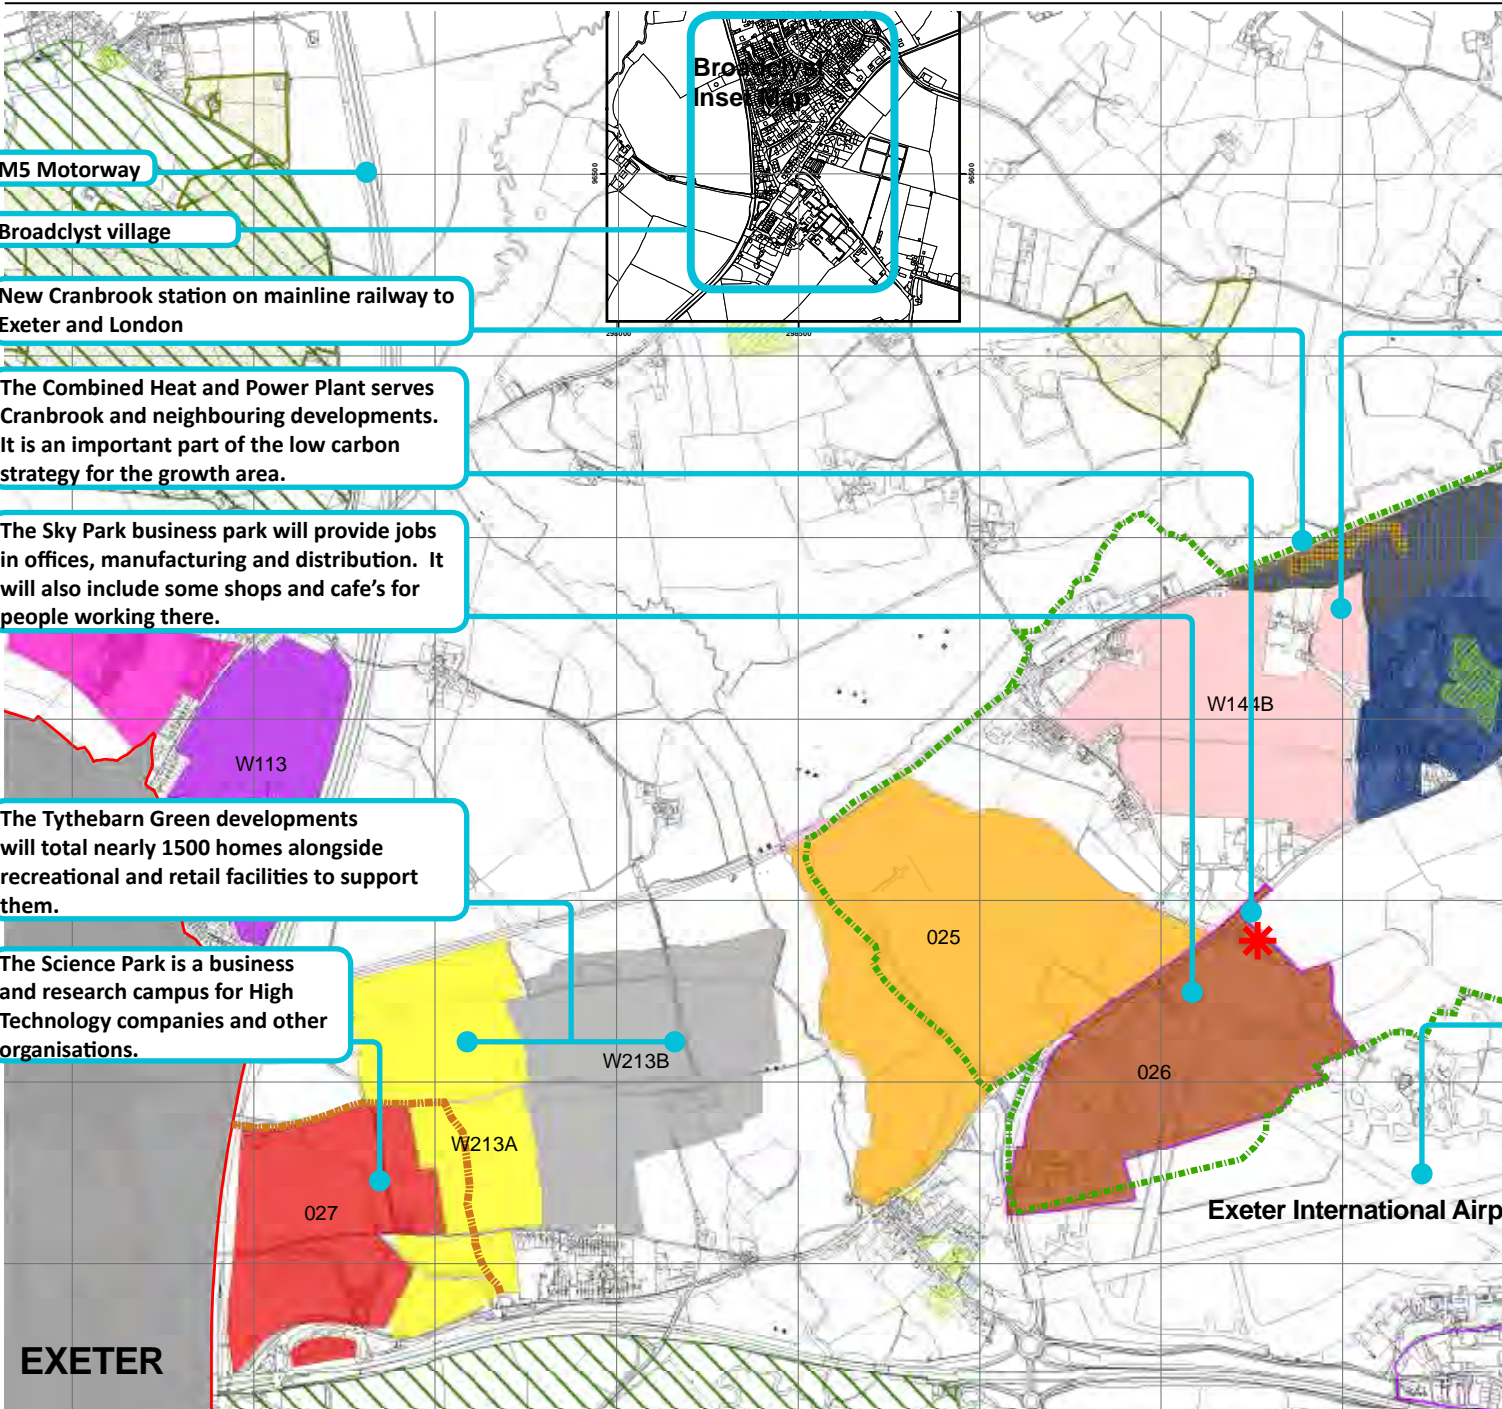 Broadclyst
Inset Map
M5 Motorway
Broadclyst village
New Cranbrook station on mainline railway to
Exeter and London
The Combined Heat and Power Plant serves
Cranbrook and neighbouring developments.
It is an important part of the low carbon
strategy for the growth area.
The Sky Park business park will provide jobs
in offices, manufacturing and distribution.  It
will also include some shops and cafe's for
people working there.
The Tythebarn Green developments
will total nearly 1500 homes alongside
recreational and retail facilities to support
them.
The Science Park is a business
and research campus for High
Technology companies and other
organisations.
96500
96500
298000
298500
W144B
W113
025
W213B
026
W213A
027
Exeter International Airp
EXETER